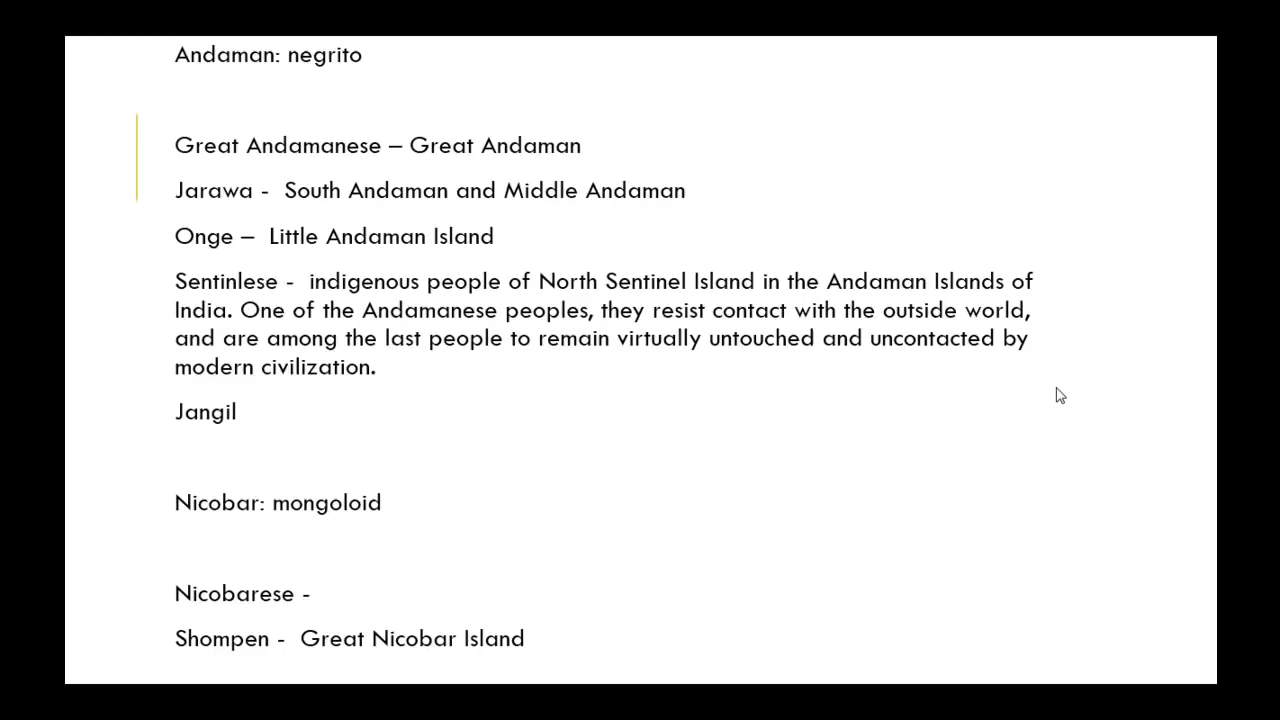 Andaman: negrito
Great Andamanese – Great Andaman
Jarawa - South Andaman and Middle Andaman
Onge – Little Andaman Island
Sentinlese - indigenous people of North Sentinel Island in the Andaman Islands of
India. One of the Andamanese peoples, they resist contact with the outside world,
and are among the last people to remain virtually untouched and uncontacted by
modern civilization.
Jangil
Nicobar: mongoloid
Nicobarese -
Shompen - Great Nicobar Island